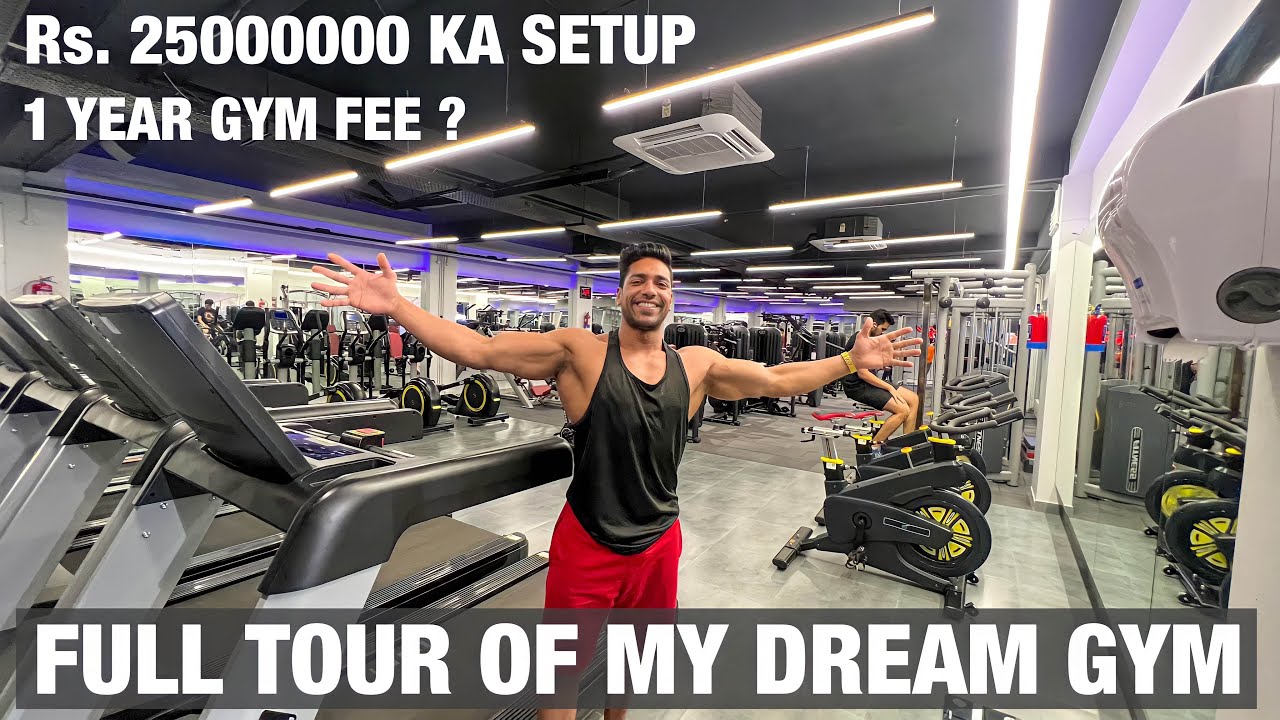 Rs. 25000000 KA SETUP
1 YEAR GYM FEE ?
FULL TOUR OF MY DREAM GYM